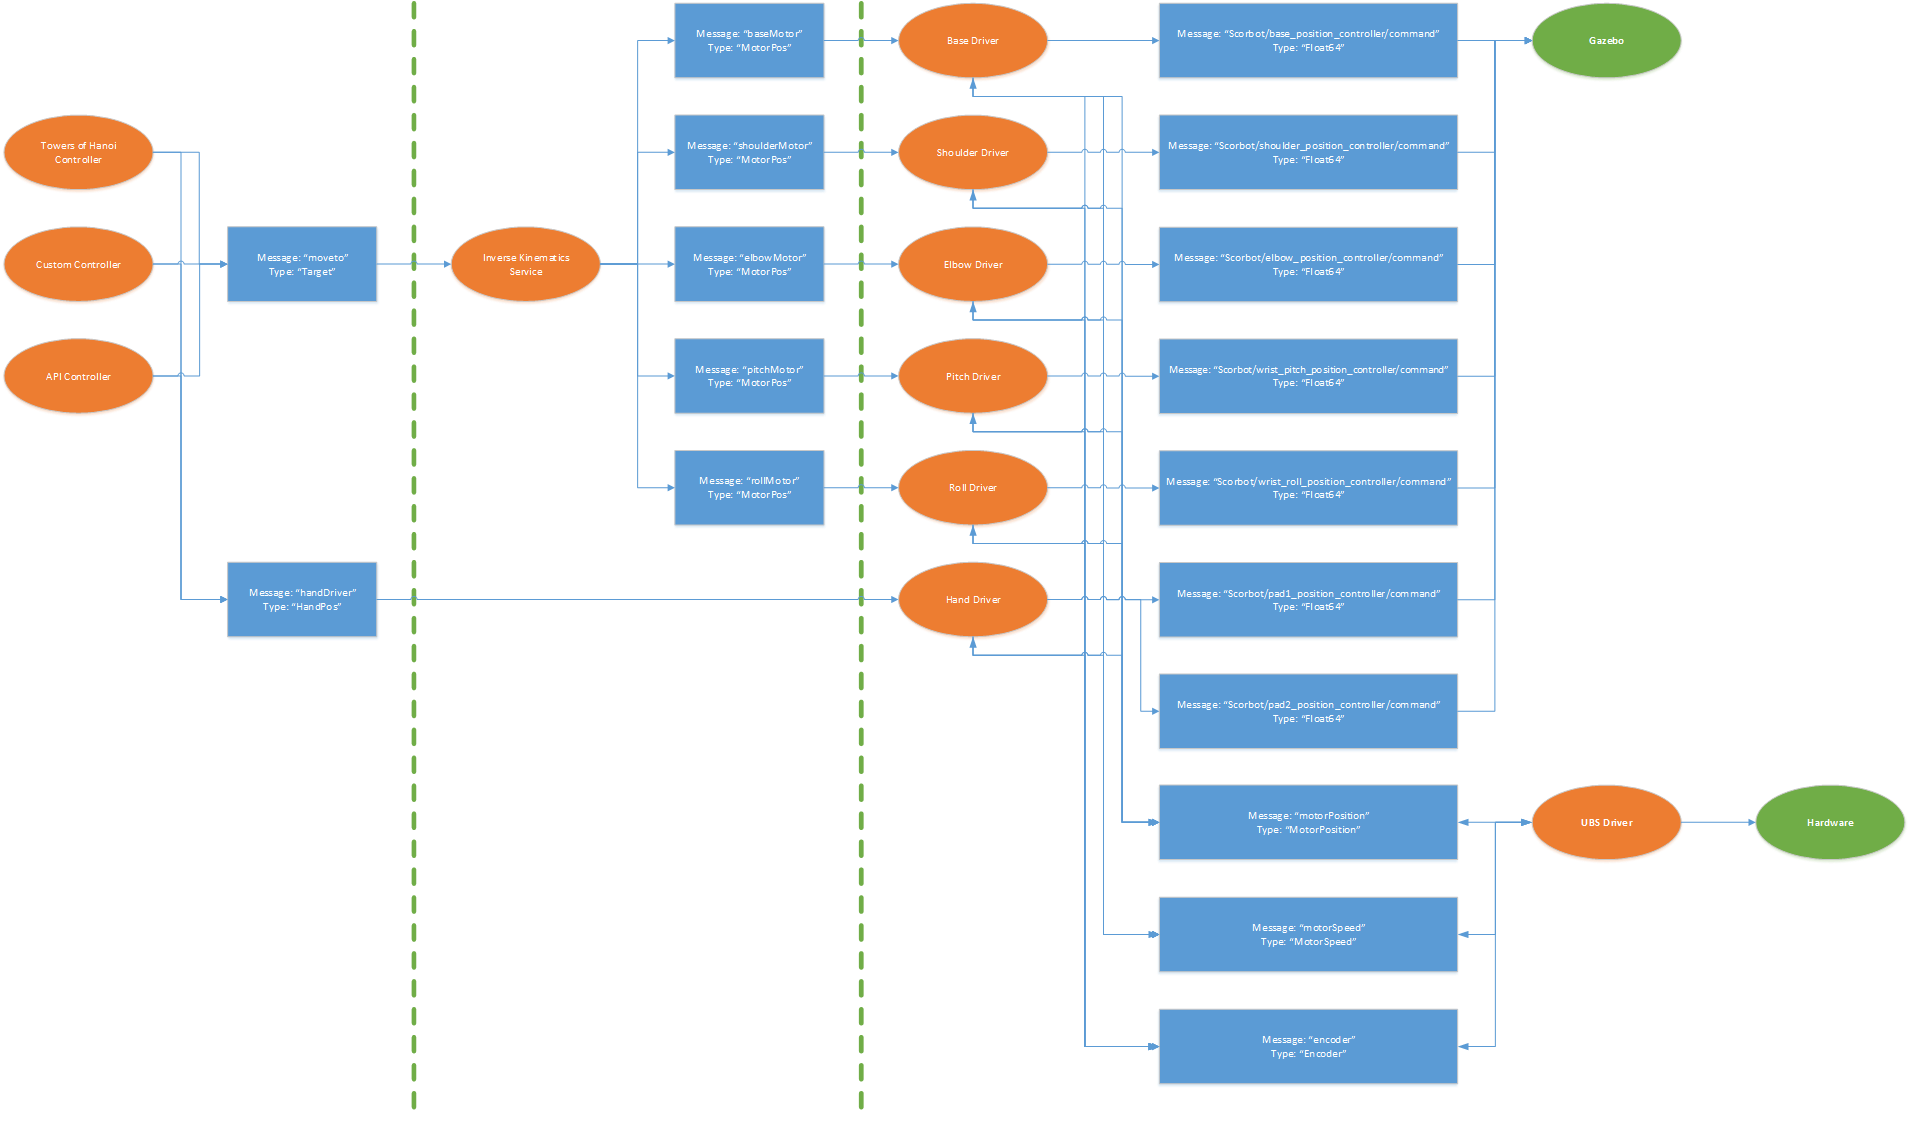 Message: “baseMotor”
Type: “MotorPos”
Base Driver
Message: “Scorbot/base_position_controller/command”
Type: “Float64”
Gazebo
Towers of Hanoi
Controller
Message: “shoulderMotor”
Type: “MotorPos”
Shoulder Driver
Message: “Scorbot/shoulder_position_controller/command”
Type: “Float64”
Custom Controller
Message: “moveto”
Type: “Target”
Inverse Kinematics
Service
Message: “elbowMotor”
Type: “MotorPos”
Elbow Driver
Message: “Scorbot/elbow_position_controller/command”
Type: “Float64”
API Controller
Message: “pitchMotor”
Type: “MotorPos”
Pitch Driver
Message: “Scorbot/wrist_pitch_position_controller/command”
Type: “Float64”
Message: “rollMotor”
Type: “MotorPos”
Roll Driver
Message: “Scorbot/wrist_roll_position_controller/command”
Type: “Float64”
Message: “handDriver”
Type: “HandPos”
Hand Driver
Message: “Scorbot/pad1_position_controller/command”
Type: “Float64”
Message: “Scorbot/pad2_position_controller/command”
Type: “Float64”
Message: “motorPosition”
Type: “MotorPosition”
UBS Driver
Hardware
Message: “motorSpeed”
Type: “MotorSpeed”
Message: “encoder”
Type: “Encoder”